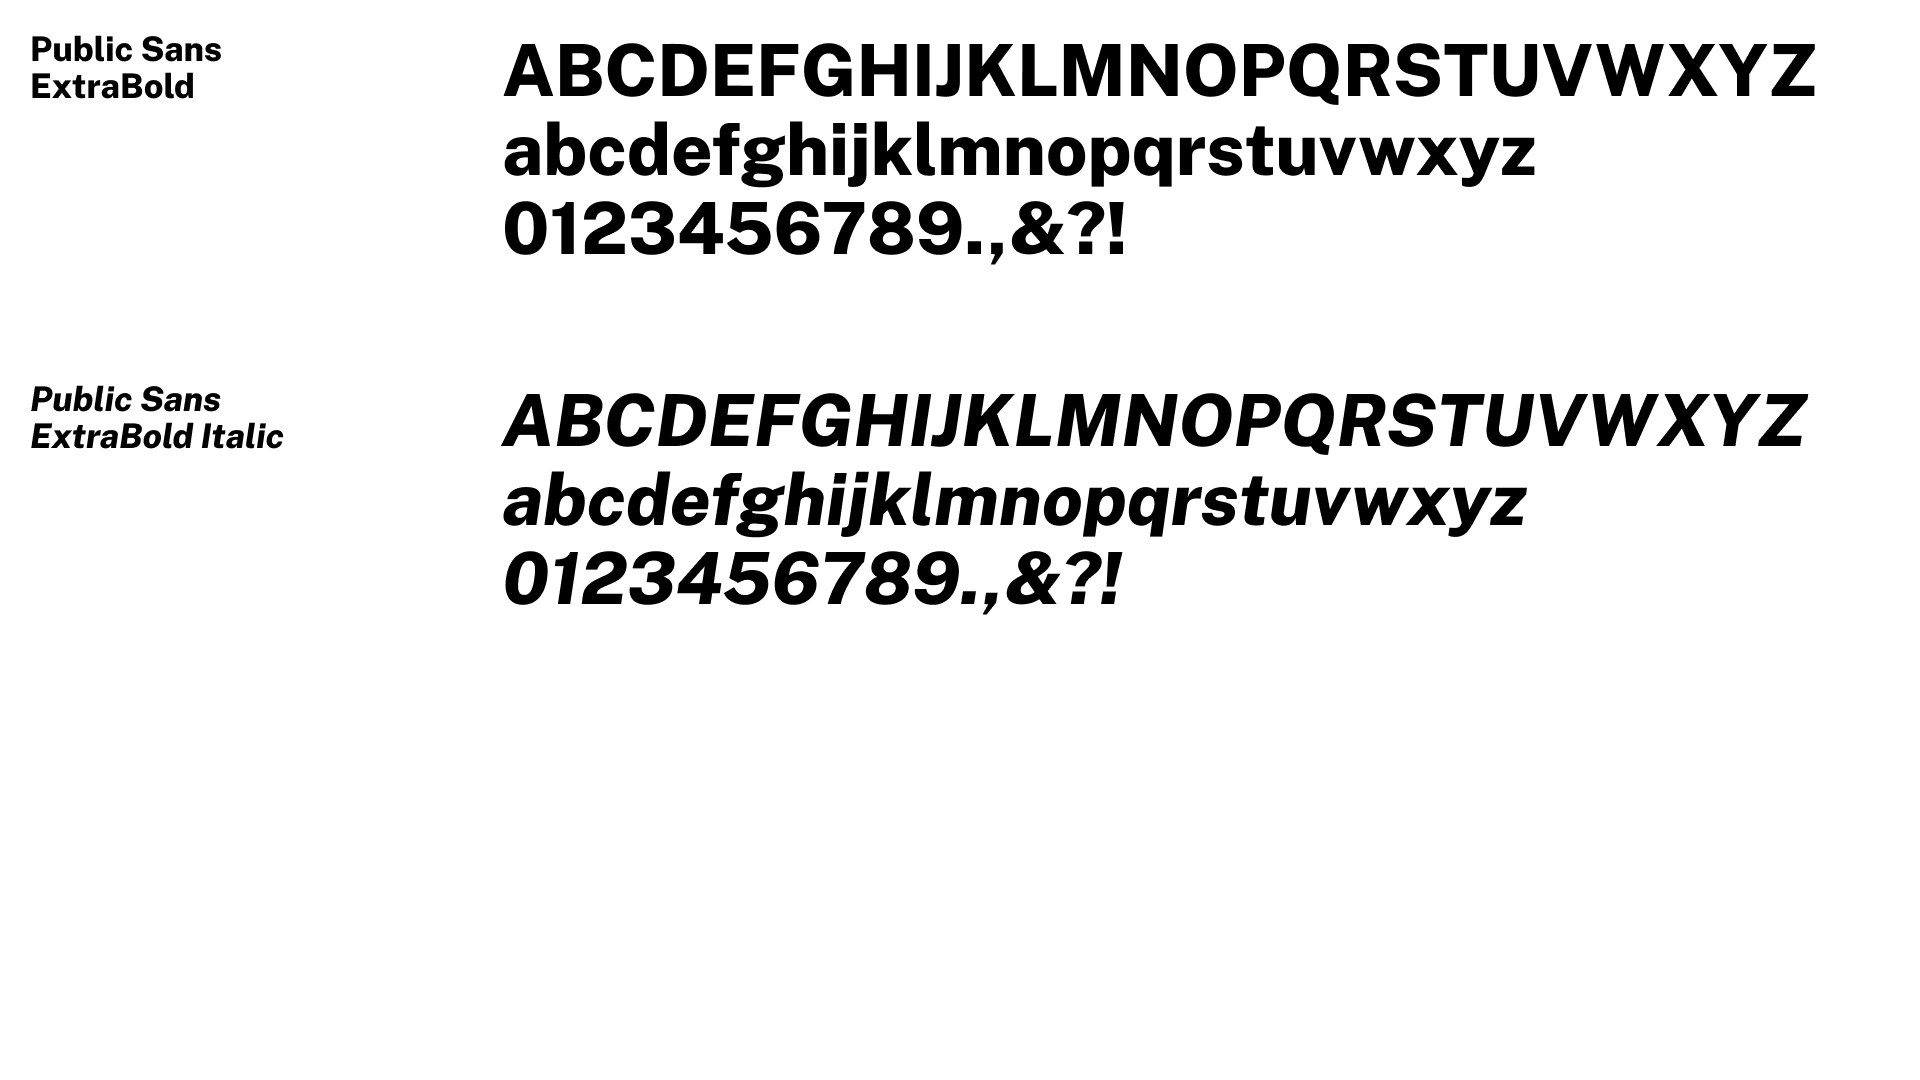 Public Sans
ExtraBold
ABCDEFGHIJKLMNOPQRSTUVWXYZ
abcdefghijklmnopqrstuvwxyz
0123456789.,&?!
Public Sans
ExtraBold Italic
ABCDEFGHIJKLMNOPQRSTUVWXYZ
abcdefghijklmnopqrstuvwxyz
0123456789.,&?!